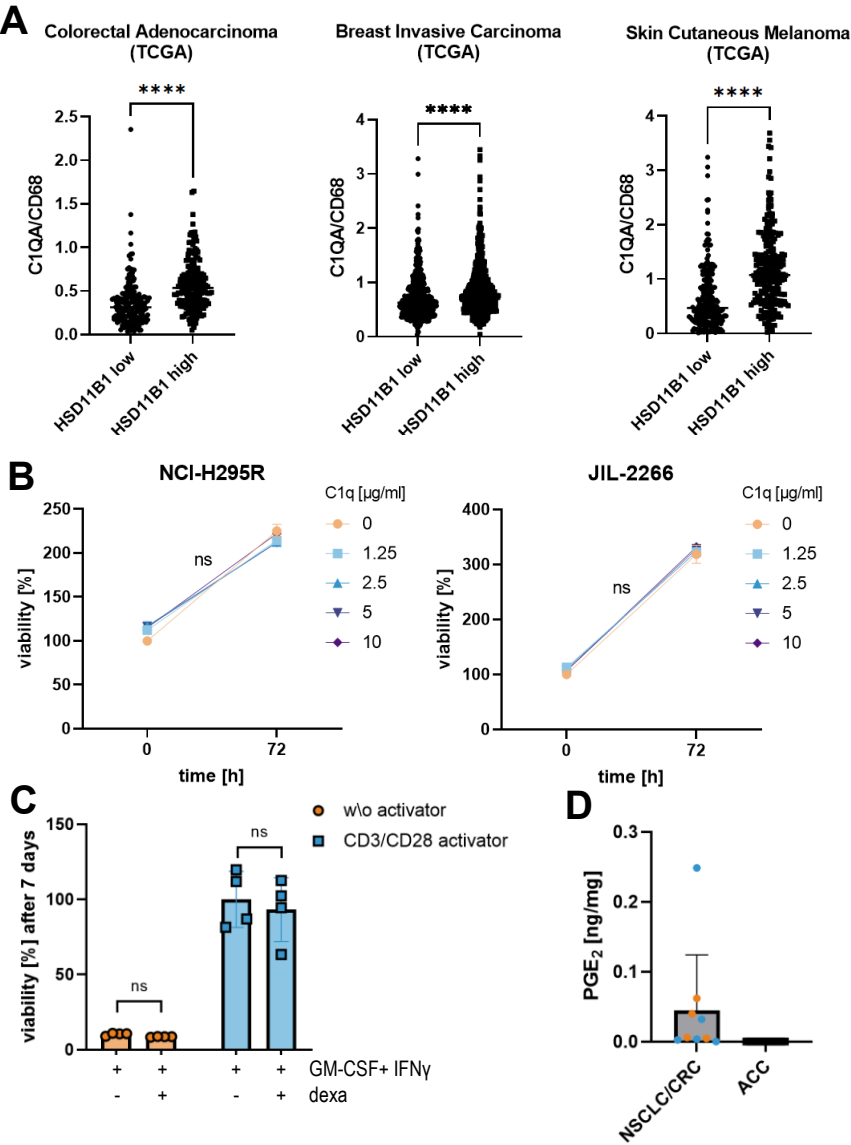 A
Colorectal Adenocarcinoma
(TCGA)
Breast Invasive Carcinoma
(TCGA)
Skin Cutaneous Melanoma
(TCGA)
****
****
****
C1QA/CD68
2.5
2.0
1.5
1.0
0.5
0.0
HSD11B1 low
HSD11B1 high
C1QA/CD68
4
3
2
1
0
HSD11B1 low
HSD11B1 high
C1QA/CD68
4
3
2
1
0
HSD11B1 low
HSD11B1 high
B
NCI-H295R
viability [%]
250
200
150
100
50
0
ns
0
72
time [h]
C1q [µg/ml]
0
1.25
2.5
5
10
JIL-2266
viability [%]
400
300
200
100
0
ns
0
72
time [h]
C1q [µg/ml]
0
1.25
2.5
5
10
C
w\o activator
CD3/CD28 activator
viability [%] after 7 days
150
100
50
0
ns
ns
+ + + + GM-CSF+ IFNγ
- + - + dexa
D
PGE2 [ng/mg]
0.3
0.2
0.1
0.0
NSCLC/CRC
ACC